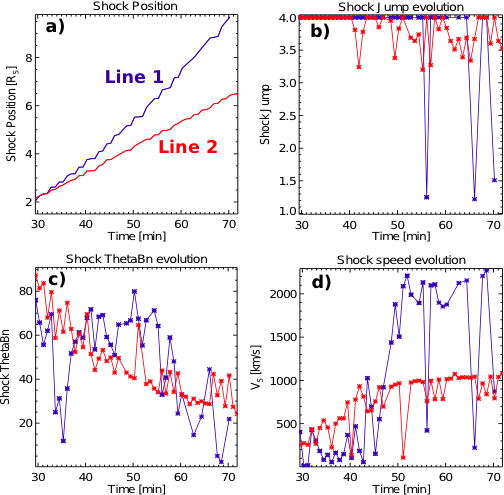 Shock Position
a)
Line 1
Line 2
Shock Position [RS]
8
6
4
2
30 40 50 60 70
Time [min]
Shock Jump evolution
b)
Shock Jump
4.0
3.5
3.0
2.5
2.0
1.5
1.0
30 40 50 60 70
Time [min]
Shock ThetaBn evolution
c)
Shock ThetaBn
80
60
40
20
30 40 50 60 70
Time [min]
Shock speed evolution
d)
VS [km/s]
2000
1500
1000
500
30 40 50 60 70
Time [min]